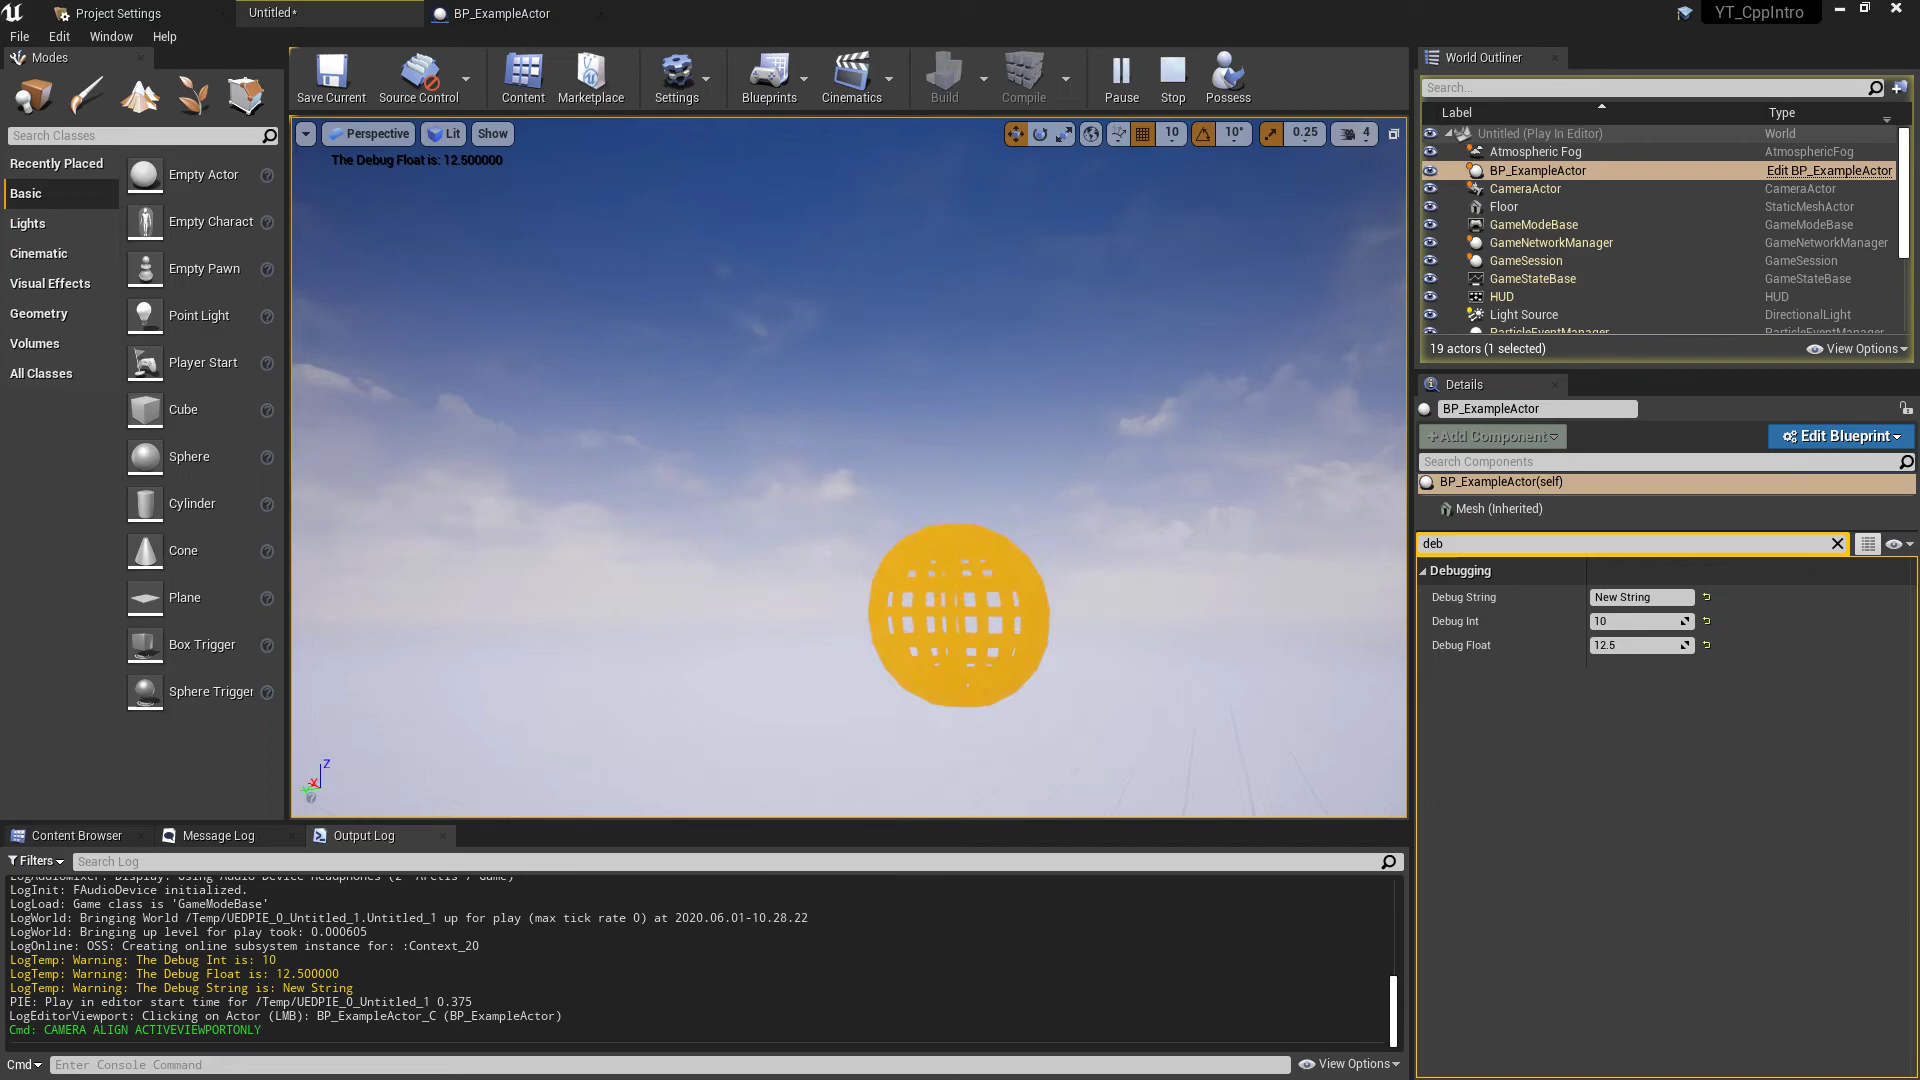 Project Settings
Untitled*
BP_ExampleActor
YT_CppIntro
File
Edit
Window
Help
Modes
Search Classes
Recently Placed
Basic
Lights
Cinematic
Visual Effects
Geometry
Volumes
All Classes
Empty Actor
Empty Charact
Empty Pawn
Point Light
Player Start
Cube
Sphere
Cylinder
Cone
Plane
Box Trigger
Sphere Trigger
Save Current
Source Control
Content
Marketplace
Settings
Blueprints
Cinematics
Build
Compile
Pause
Stop
Possess
Perspective
Lit
Show
10
10°
0.25
4
The Debug Float is: 12.500000
Z
X
World Outliner
Search...
Label
Type
Untitled (Play In Editor)
World
Atmospheric Fog
AtmosphericFog
BP_ExampleActor
Edit BP_ExampleActor
CameraActor
CameraActor
Floor
StaticMeshActor
GameModeBase
GameModeBase
GameNetworkManager
GameNetworkManager
GameSession
GameSession
GameStateBase
GameStateBase
HUD
HUD
Light Source
DirectionalLight
ParticleEventManager
ParticleEventManager
19 actors (1 selected)
View Options
Details
BP_ExampleActor
+Add Component
Edit Blueprint
Search Components
BP_ExampleActor(self)
Mesh (Inherited)
deb
Debugging
Debug String
New String
Debug Int
10
Debug Float
12.5
Content Browser
Message Log
Output Log
Filters
Search Log
LogAudioMixer: Display: Using Audio Device Headphones (2- Arctis 7 Game)
LogInit: FAudioDevice initialized.
LogLoad: Game class is 'GameModeBase'
LogWorld: Bringing World /Temp/UEDPIE_0_Untitled_1.Untitled_1 up for play (max tick rate 0) at 2020.06.01-10.28.22
LogWorld: Bringing up level for play took: 0.000605
LogOnline: OSS: Creating online subsystem instance for: :Context_20
LogTemp: Warning: The Debug Int is: 10
LogTemp: Warning: The Debug Float is: 12.500000
LogTemp: Warning: The Debug String is: New String
PIE: Play in editor start time for /Temp/UEDPIE_0_Untitled_1 0.375
LogEditorViewport: Clicking on Actor (LMB): BP_ExampleActor_C (BP_ExampleActor)
Cmd: CAMERA ALIGN ACTIVEVIEWPORTONLY
Cmd
Enter Console Command
View Options